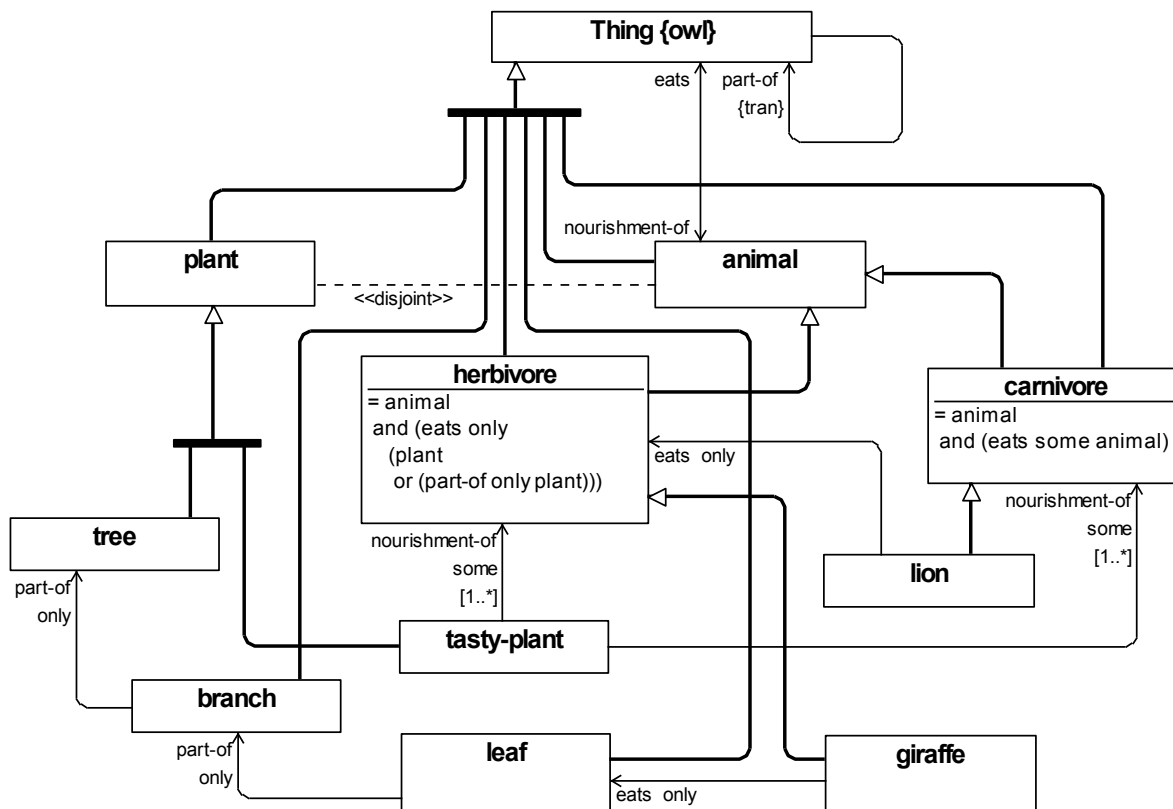 Thing {owl}
eats
part-of
{tran}
nourishment-of
plant
animal
<<disjoint>>
herbivore
= animal
and (eats only
(plant
or (part-of only plant)))
carnivore
= animal
and (eats some animal)
eats only
nourishment-of
some
[1..*]
tree
nourishment-of
some
[1..*]
lion
part-of
only
tasty-plant
branch
part-of
only
leaf
eats only
giraffe